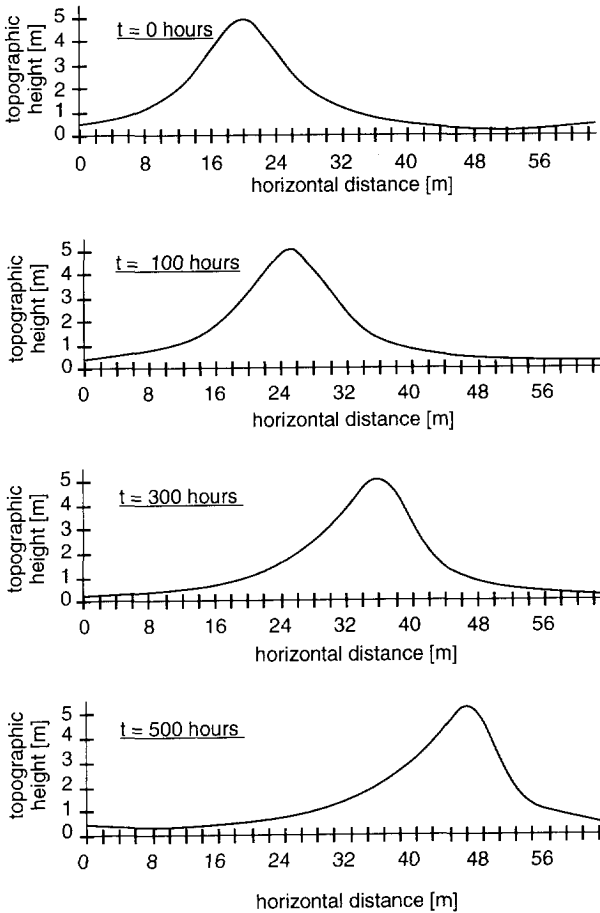 topographic
height [m]
5
4
3
2
1
0
t = 0 hours
0 8 16 24 32 40 48 56
horizontal distance [m]
topographic
height [m]
5
4
3
2
1
0
t = 100 hours
0 8 16 24 32 40 48 56
horizontal distance [m]
topographic
height [m]
5
4
3
2
1
0
t = 300 hours
0 8 16 24 32 40 48 56
horizontal distance [m]
topographic
height [m]
5
4
3
2
1
0
t = 500 hours
0 8 16 24 32 40 48 56
horizontal distance [m]